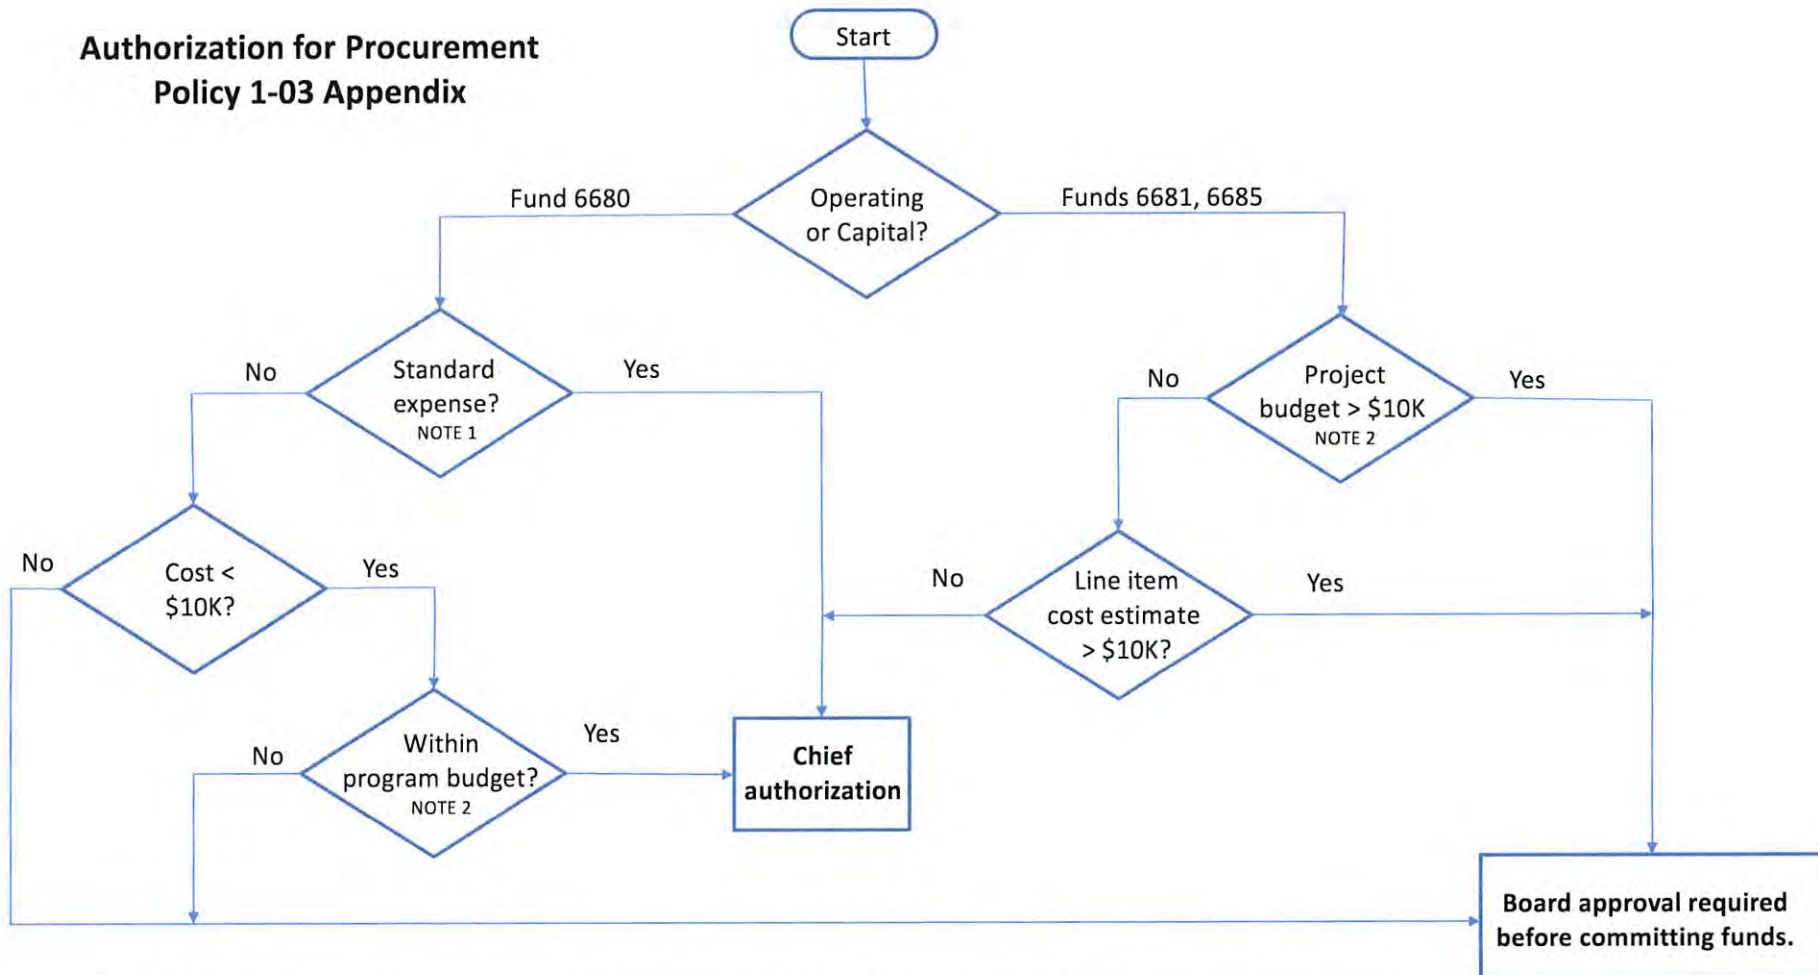 Authorization for Procurement
Policy 1-03 Appendix
Start
Operating
or Capital?
Fund 6680
Funds 6681, 6685
Standard
expense?
NOTE 1
No
Yes
Project
budget > $10K
NOTE 2
No
Yes
Cost <
$10K?
No
Yes
Line item
cost estimate
> $10K?
No
Yes
Within
program budget?
NOTE 2
No
Yes
Chief
authorization
Board approval required
before committing funds.